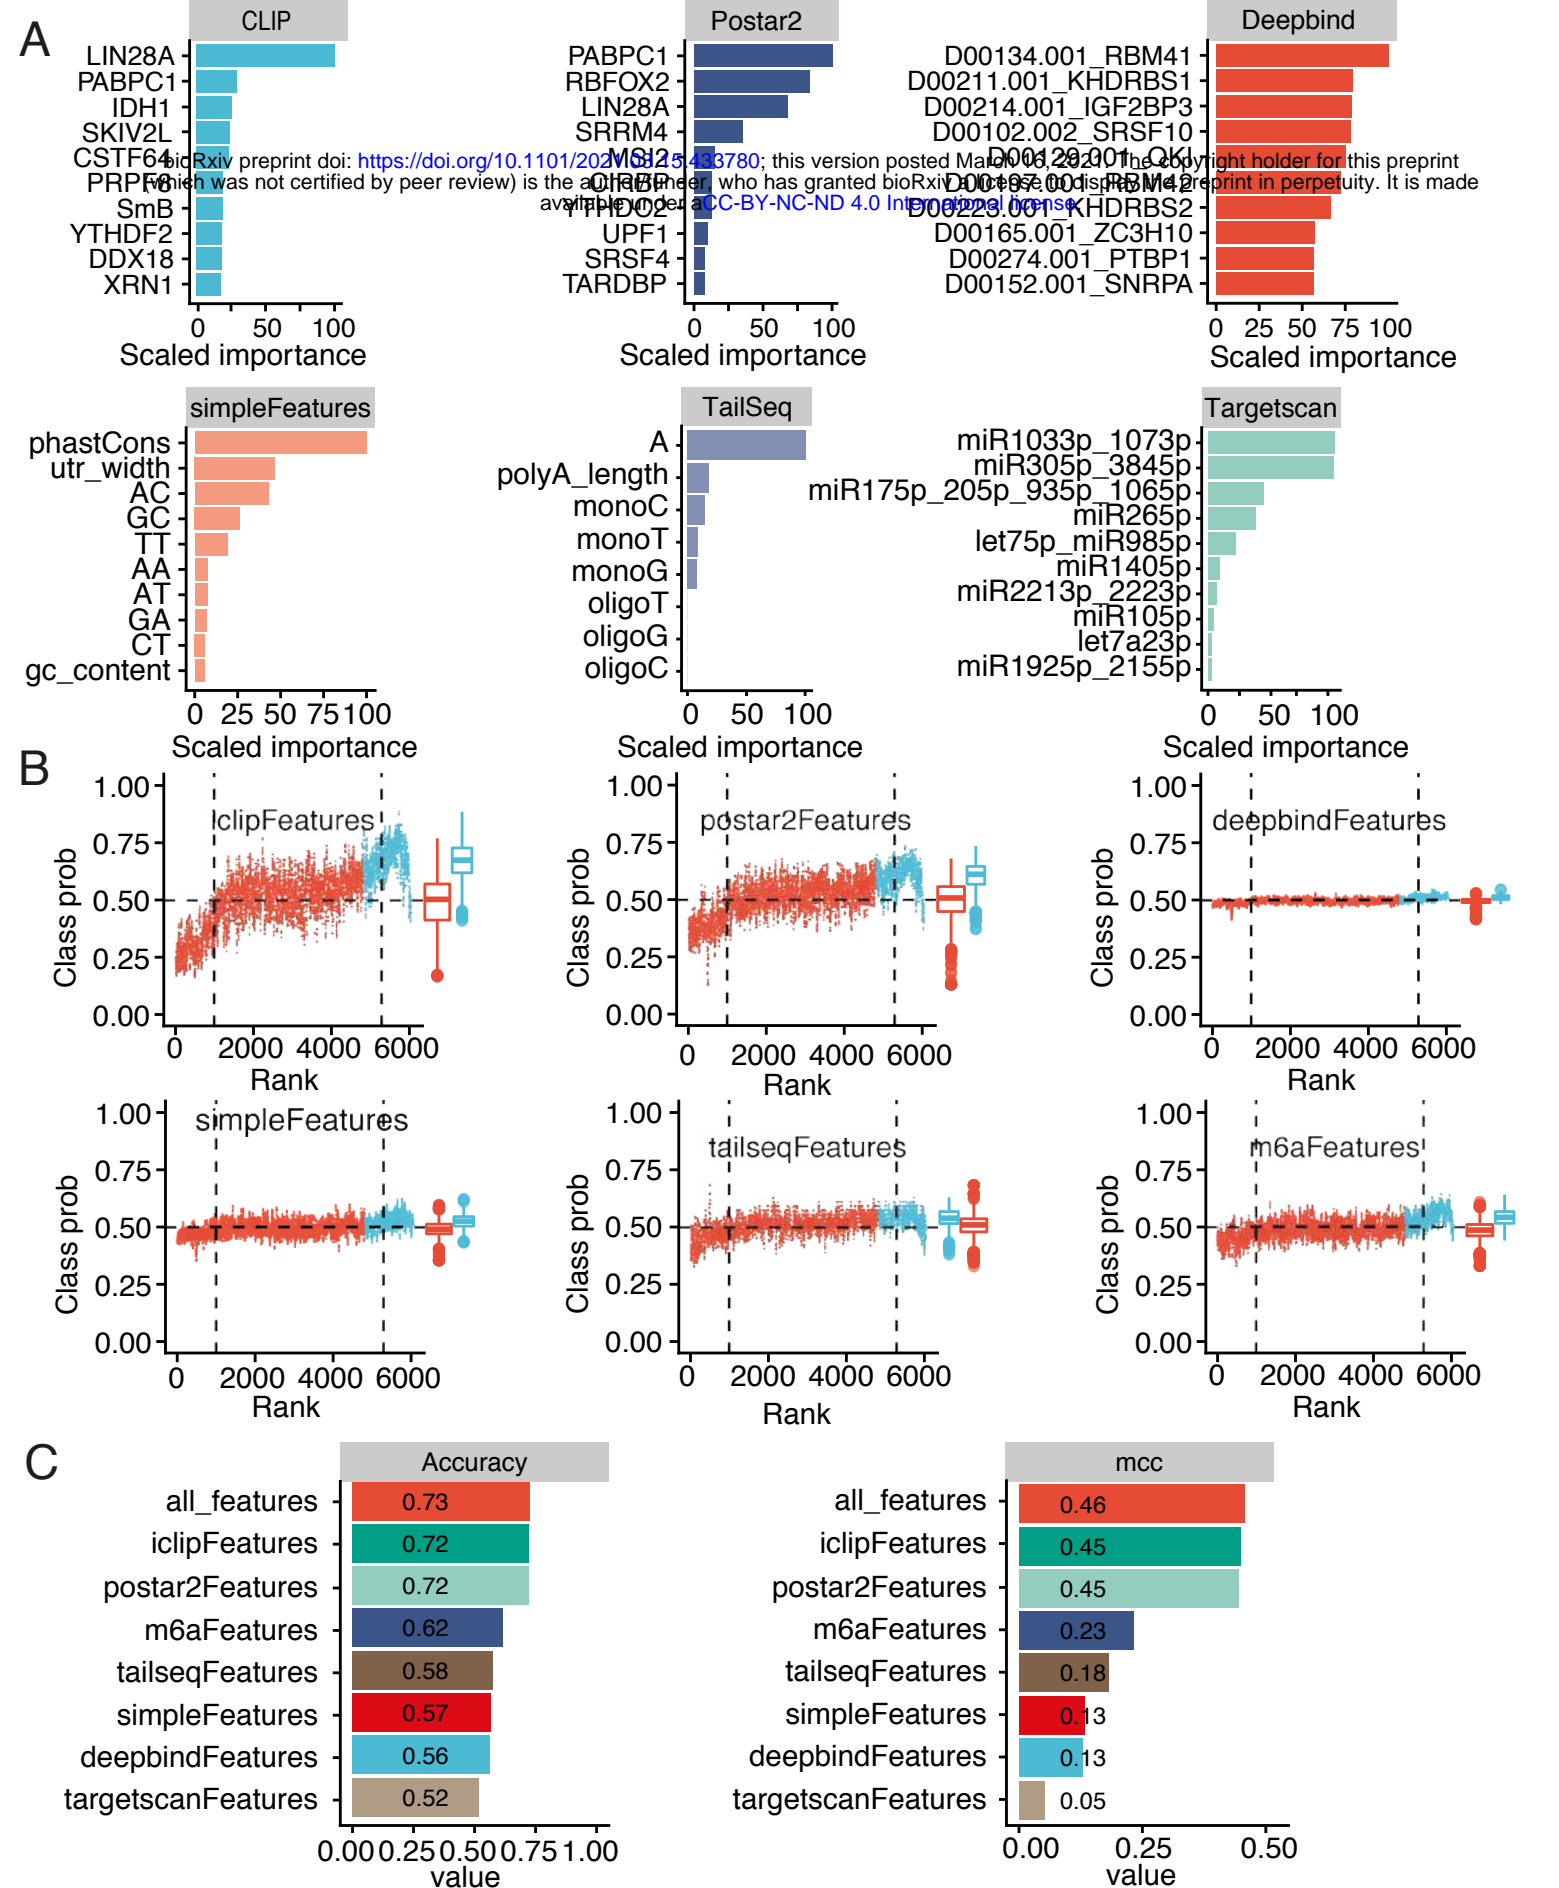 A
CLIP
LIN28A
PABPC1
IDH1
SKIV2L
CSTF64
PRPF8
SmB
YTHDF2
DDX18
XRN1
0 50 100
Scaled importance
Postar2
PABPC1
RBFOX2
LIN28A
SRRM4
MSI2
CIRBP
YTHDC2
UPF1
SRSF4
TARDBP
0 50 100
Scaled importance
Deepbind
D00134.001_RBM41
D00211.001_KHDRBS1
D00214.001_IGF2BP3
D00102.002_SRSF10
D00129.001_QKI
D00197.001_RBM42
D00223.001_KHDRBS2
D00165.001_ZC3H10
D00274.001_PTBP1
D00152.001_SNRPA
0 25 50 75 100
Scaled importance
bioRxiv preprint doi: https://doi.org/10.1101/2021.03.15.433780; this version posted March 16, 2021. The copyright holder for this preprint
(which was not certified by peer review) is the author/funder, who has granted bioRxiv a license to display the preprint in perpetuity. It is made
available under aCC-BY-NC-ND 4.0 International license.
simpleFeatures
phastCons
utr_width
AC
GC
TT
AA
AT
GA
CT
gc_content
0 25 50 75 100
Scaled importance
TailSeq
A
polyA_length
monoC
monoT
monoG
oligoT
oligoG
oligoC
0 50 100
Scaled importance
Targetscan
miR1033p_1073p
miR305p_3845p
miR175p_205p_935p_1065p
miR265p
let75p_miR985p
miR1405p
miR2213p_2223p
miR105p
let7a23p
miR1925p_2155p
0 50 100
Scaled importance
B
iclipFeatures
Class prob
1.00
0.75
0.50
0.25
0.00
0 2000 4000 6000
Rank
postar2Features
Class prob
1.00
0.75
0.50
0.25
0.00
0 2000 4000 6000
Rank
deepbindFeatures
Class prob
1.00
0.75
0.50
0.25
0.00
0 2000 4000 6000
Rank
simpleFeatures
Class prob
1.00
0.75
0.50
0.25
0.00
0 2000 4000 6000
Rank
tailseqFeatures
Class prob
1.00
0.75
0.50
0.25
0.00
0 2000 4000 6000
Rank
m6aFeatures
Class prob
1.00
0.75
0.50
0.25
0.00
0 2000 4000 6000
Rank
C
Accuracy
all_features 0.73
iclipFeatures 0.72
postar2Features 0.72
m6aFeatures 0.62
tailseqFeatures 0.58
simpleFeatures 0.57
deepbindFeatures 0.56
targetscanFeatures 0.52
0.00 0.25 0.50 0.75 1.00
value
mcc
all_features 0.46
iclipFeatures 0.45
postar2Features 0.45
m6aFeatures 0.23
tailseqFeatures 0.18
simpleFeatures 0.13
deepbindFeatures 0.13
targetscanFeatures 0.05
0.00 0.25 0.50
value